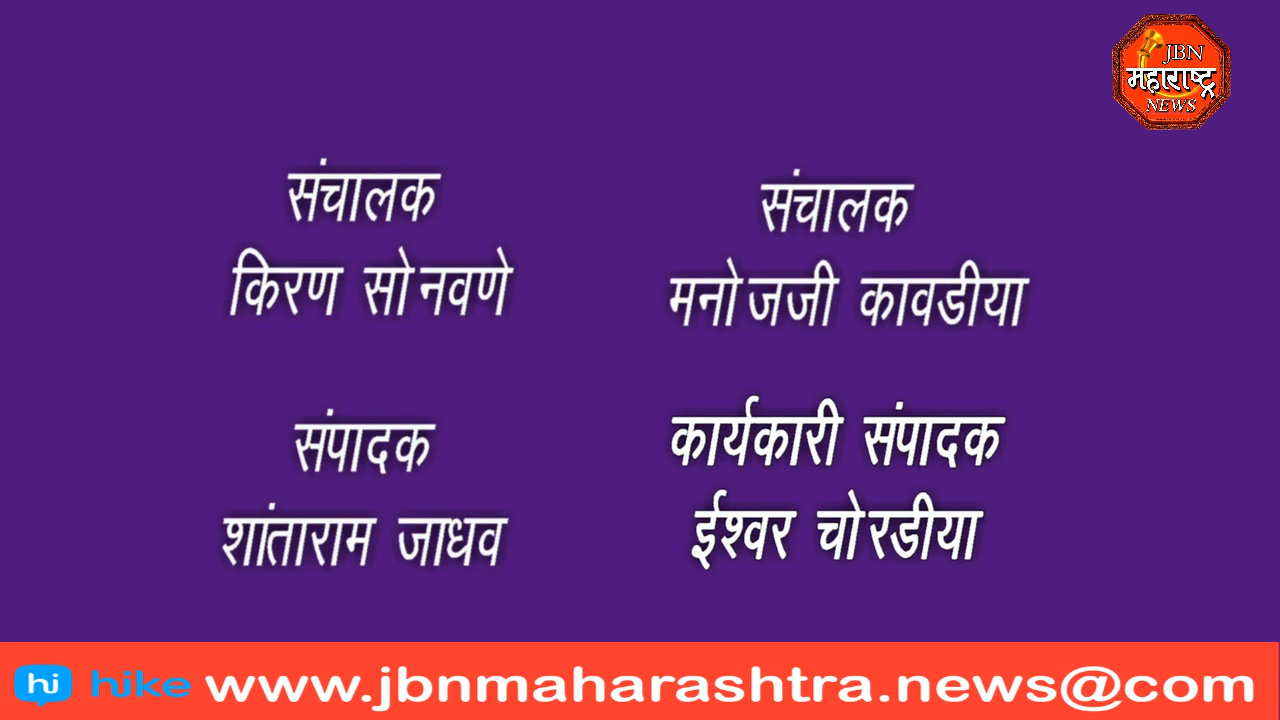 JBN
महाराष्ट्र
NEWS
संचालक
किरण सोनवणे
संचालक
मनोजजी कावडीया
संपादक
शांताराम जाधव
कार्यकारी संपादक
ईश्वर चोरडीया
hi hike www.jbnmaharashtra.news@com